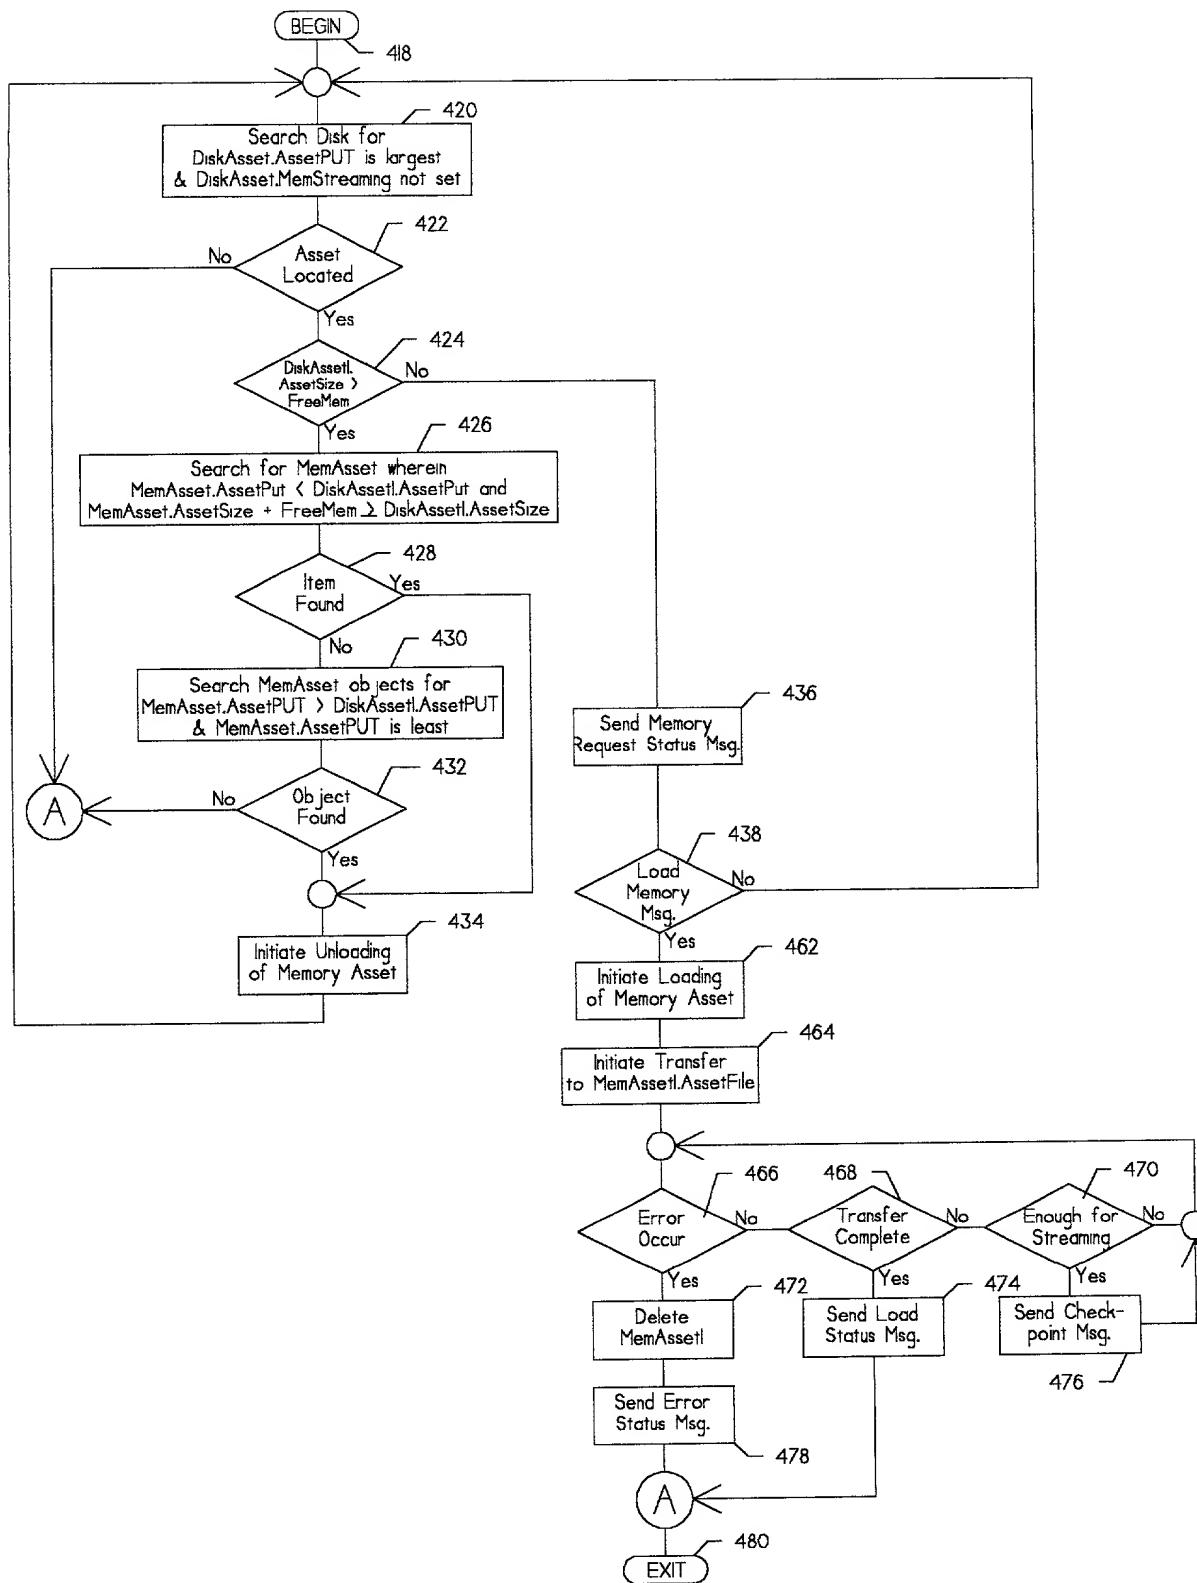 BEGIN
418
420
Search Disk for
DiskAsset.AssetPUT is largest
& DiskAsset.MemStreaming not set
422
No
Asset
Located
Yes
424
DiskAsset1.
AssetSize >
FreeMem
No
Yes
426
Search for MemAsset wherein
MemAsset.AssetPut < DiskAsset1.AssetPut and
MemAsset.AssetSize + FreeMem ≥ DiskAsset1.AssetSize
428
Item
Found
Yes
No
430
Search MemAsset objects for
MemAsset.AssetPUT > DiskAsset1.AssetPUT
& MemAsset.AssetPUT is least
432
A
No
Object
Found
Yes
434
Initiate Unloading
of Memory Asset
436
Send Memory
Request Status Msg.
438
Load
Memory
Msg.
No
Yes
462
Initiate Loading
of Memory Asset
464
Initiate Transfer
to MemAsset1.AssetFile
466
Error
Occur
No
Yes
468
Transfer
Complete
No
Yes
470
Enough for
Streaming
No
Yes
472
Delete
MemAsset1
474
Send Load
Status Msg.
Send Check-
point Msg.
476
Send Error
Status Msg.
478
A
480
EXIT